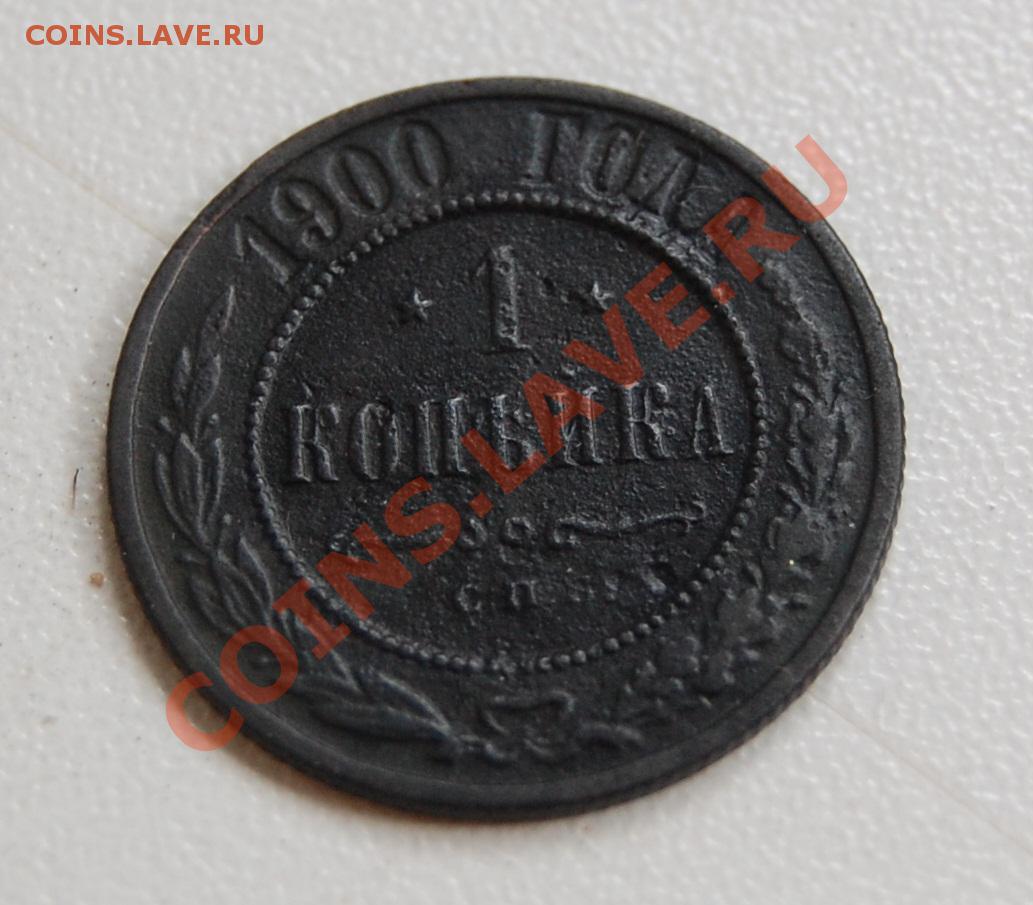 COINS.LAVE.RU
1900 ГОД
1
КОПѢЙКА
С.П.Б.
COINS.LAVE.RU